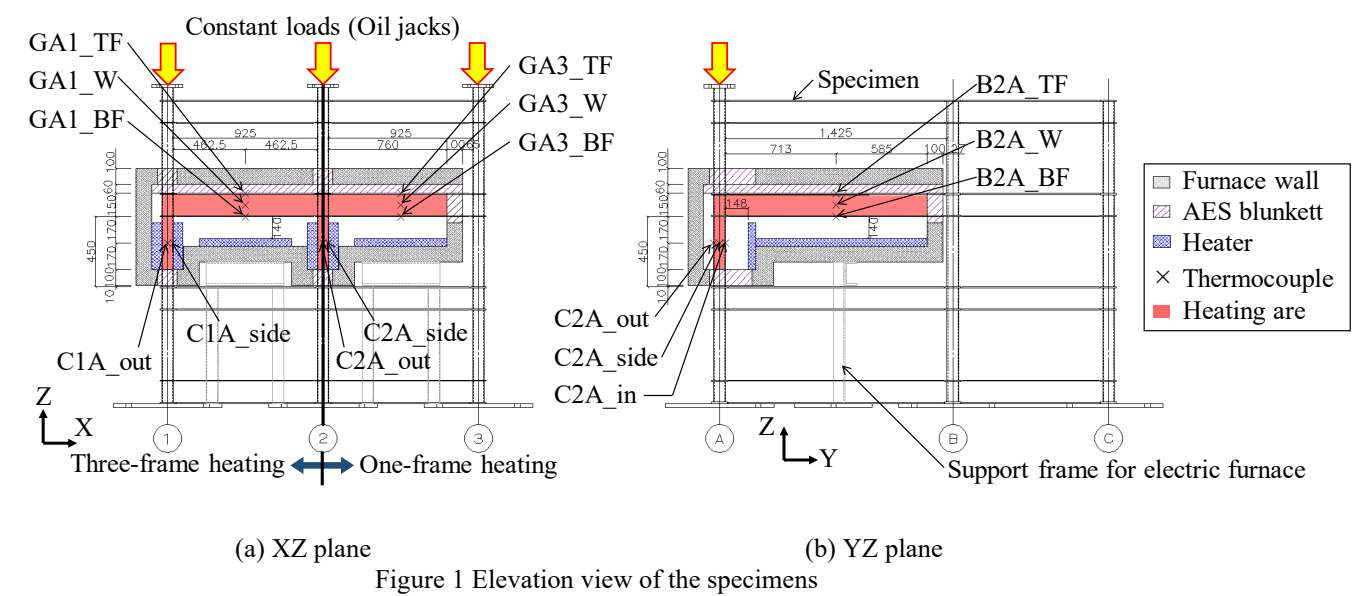 Constant loads (Oil jacks)
GA1_TF
GA1_W
GA1_BF
GA3_TF
GA3_W
GA3_BF
925
925
462.5
462.5
760
100
65
100
60
150
170
170
100
10
450
140
C1A_side
C2A_side
C1A_out
C2A_out
Z
X
1
2
3
Three-frame heating
One-frame heating
(a) XZ plane
Specimen
B2A_TF
B2A_W
B2A_BF
1,425
713
585
100
27
100
60
150
170
170
100
10
450
148
140
C2A_out
C2A_side
C2A_in
Z
Y
A
B
C
Support frame for electric furnace
(b) YZ plane
Furnace wall
AES blunkett
Heater
Thermocouple
Heating are
Figure 1 Elevation view of the specimens